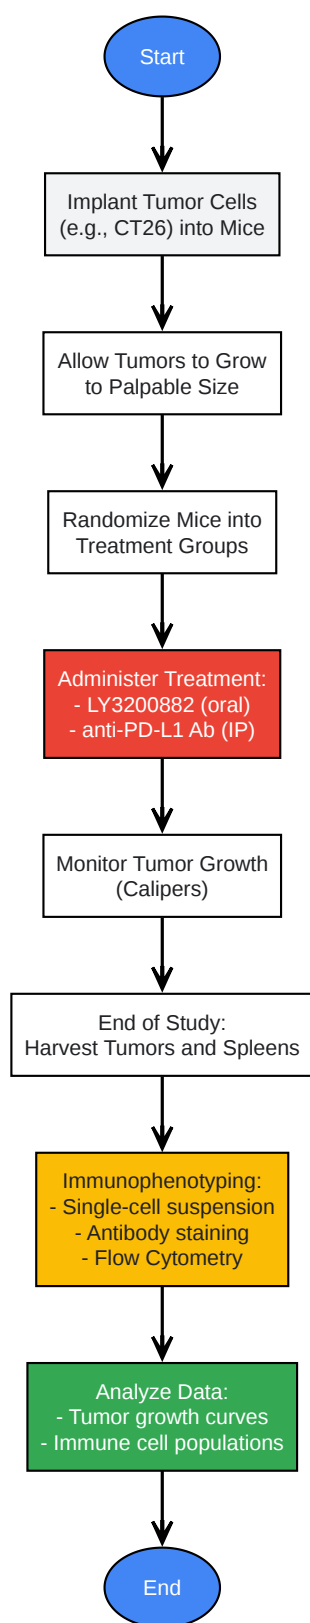 Start
Implant Tumor Cells
(e.g., CT26) into Mice
Allow Tumors to Grow
to Palpable Size
Randomize Mice into
Treatment Groups
Administer Treatment:
- LY3200882 (oral)
- anti-PD-L1 Ab (IP)
Monitor Tumor Growth
(Calipers)
End of Study:
Harvest Tumors and Spleens
Immunophenotyping:
- Single-cell suspension
- Antibody staining
- Flow Cytometry
Analyze Data:
- Tumor growth curves
- Immune cell populations
End